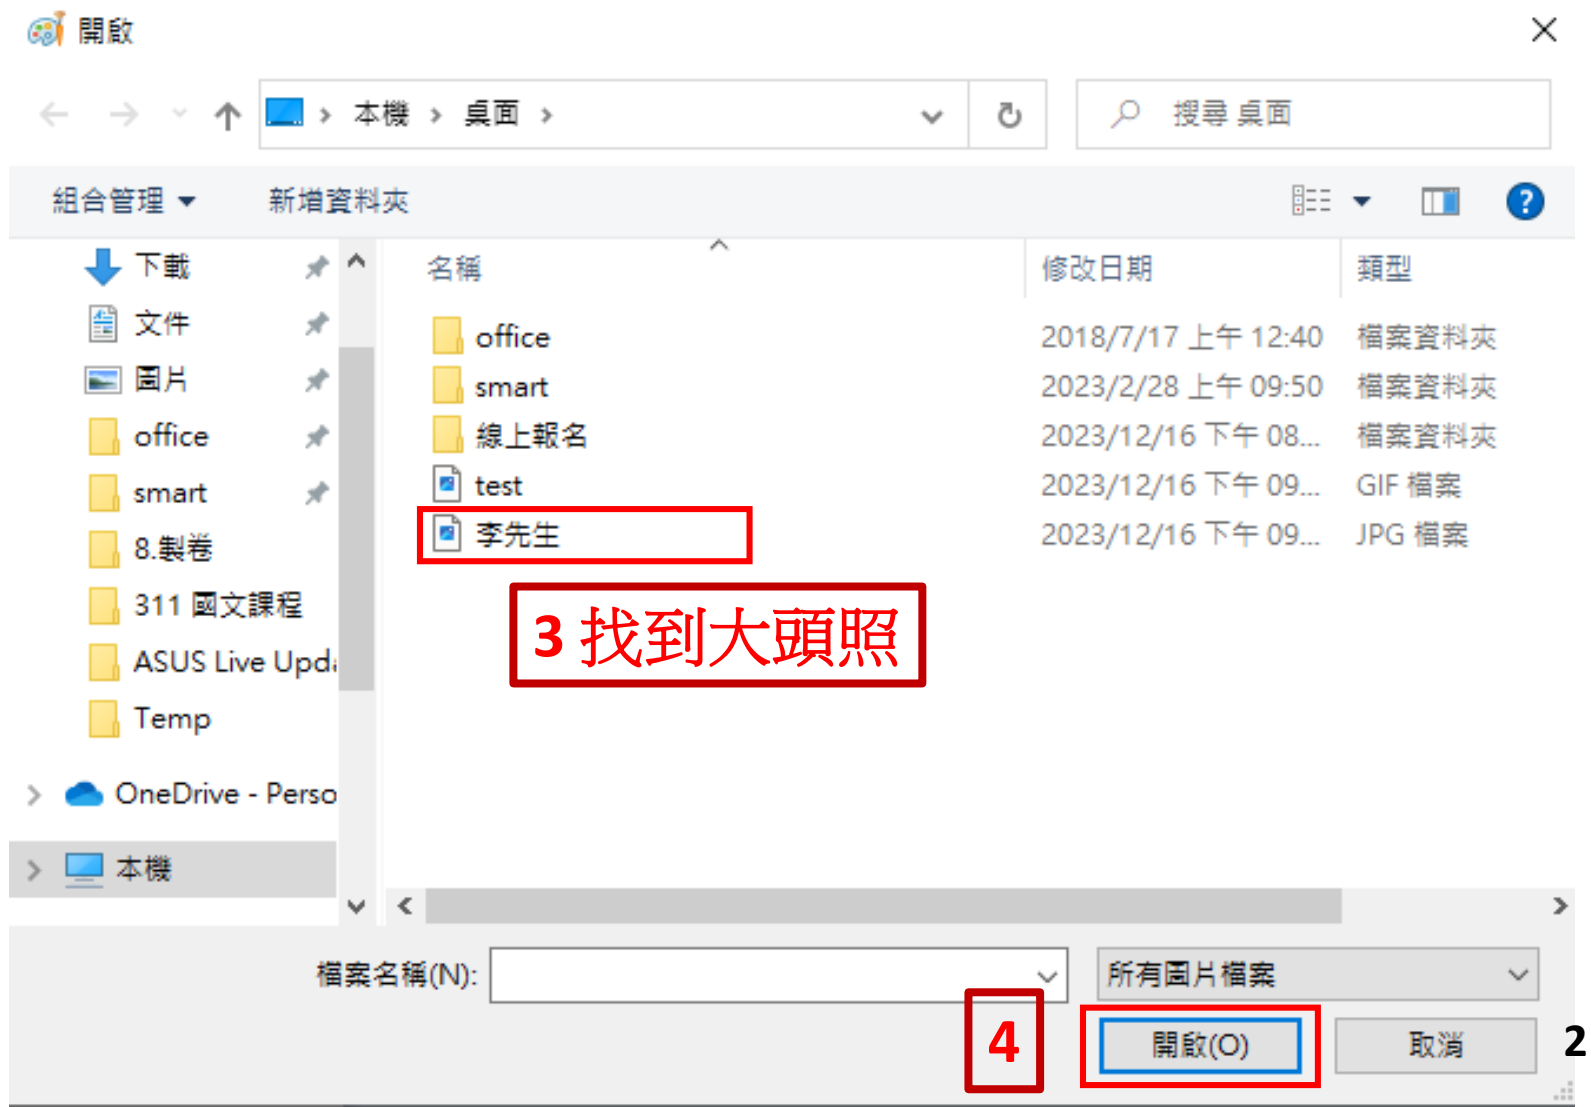 開啟
本機 › 桌面 ›
搜尋 桌面
組合管理
新增資料夾
下載
文件
圖片
office
smart
8.製卷
311 國文課程
ASUS Live Upd
Temp
OneDrive - Perso
本機
名稱 修改日期 類型
office 2018/7/17 上午 12:40 檔案資料夾
smart 2023/2/28 上午 09:50 檔案資料夾
線上報名 2023/12/16 下午 08... 檔案資料夾
test 2023/12/16 下午 09... GIF 檔案
李先生 2023/12/16 下午 09... JPG 檔案
3 找到大頭照
檔案名稱(N):
所有圖片檔案
4
開啟(O)
取消
2